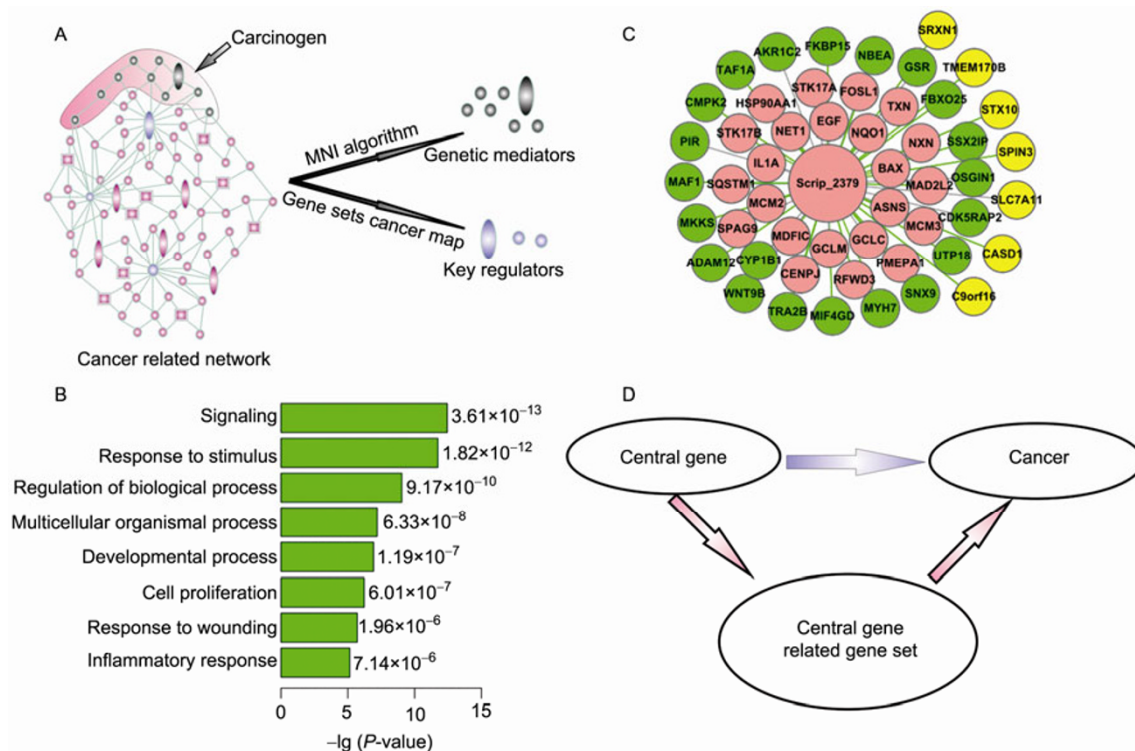 A
Carcinogen
MNI algorithm
Genetic mediators
Gene sets cancer map
Key regulators
Cancer related network
B
Signaling
3.61×10⁻¹³
Response to stimulus
1.82×10⁻¹²
Regulation of biological process
9.17×10⁻¹⁰
Multicellular organismal process
6.33×10⁻⁸
Developmental process
1.19×10⁻⁷
Cell proliferation
6.01×10⁻⁷
Response to wounding
1.96×10⁻⁶
Inflammatory response
7.14×10⁻⁶
0
5
10
15
–lg (P-value)
C
SRXN1
FKBP15
AKR1C2
NBEA
GSR
TMEM170B
TAF1A
STK17A
FOSL1
FBXO25
CMPK2
HSP90AA1
TXN
STX10
EGF
STK17B
NET1
NQO1
PIR
NXN
SSX2IP
SPIN3
IL1A
BAX
Scrip_2379
MAF1
SQSTM1
MAD2L2
OSGIN1
SLC7A11
MCM2
ASNS
MKKS
SPAG9
MCM3
CDK5RAP2
MDFIC
GCLC
GCLM
CASD1
ADAM12
CYP1B1
PMEPA1
UTP18
CENPJ
RFWD3
WNT9B
SNX9
C9orf16
TRA2B
MIF4GD
MYH7
D
Central gene
Cancer
Central gene
related gene set